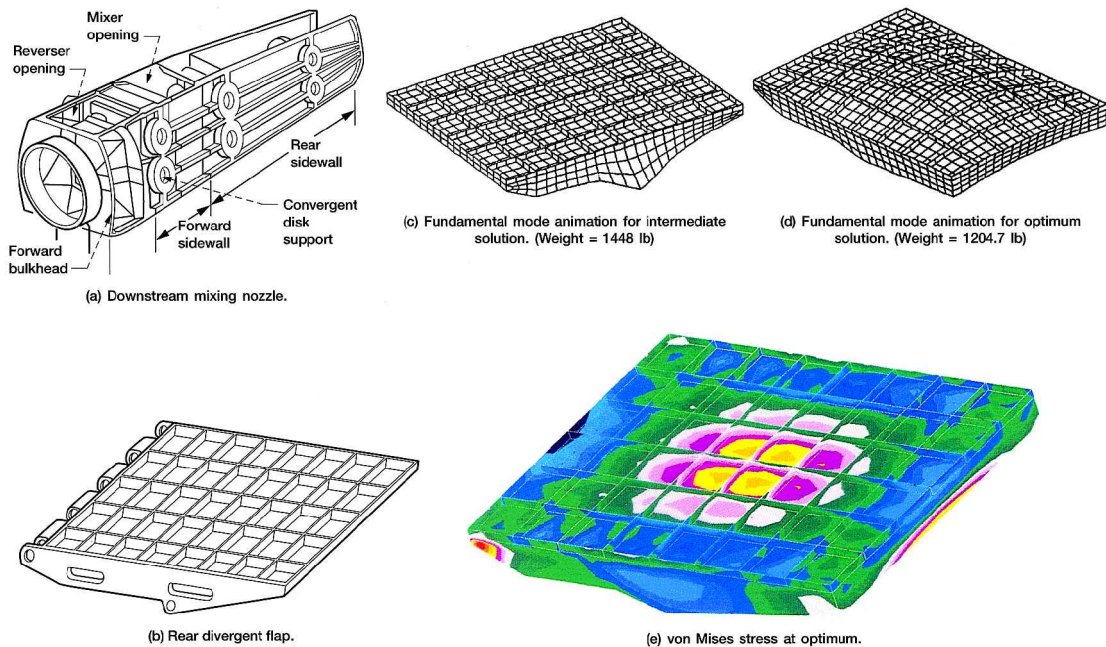 Mixer
opening
Reverser
opening
Rear
sidewall
Convergent
disk
support
Forward
sidewall
Forward
bulkhead
(a) Downstream mixing nozzle.
(c) Fundamental mode animation for intermediate
solution. (Weight = 1448 lb)
(d) Fundamental mode animation for optimum
solution. (Weight = 1204.7 lb)
(b) Rear divergent flap.
(e) von Mises stress at optimum.